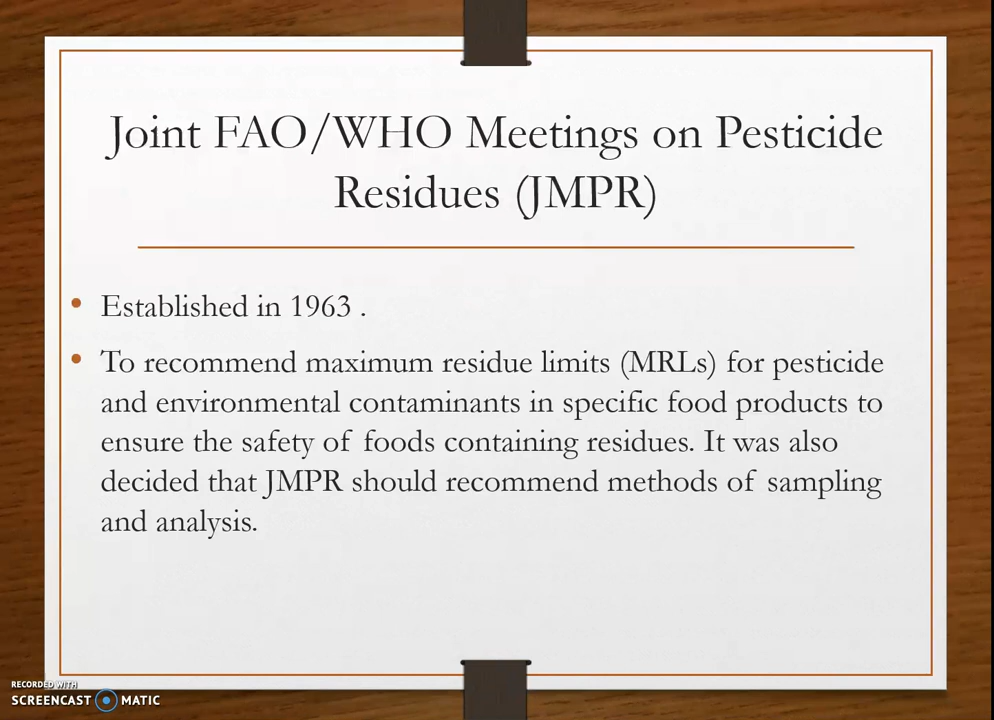 Joint FAO/WHO Meetings on Pesticide
Residues (JMPR)
• Established in 1963 .
• To recommend maximum residue limits (MRLs) for pesticide
and environmental contaminants in specific food products to
ensure the safety of foods containing residues. It was also
decided that JMPR should recommend methods of sampling
and analysis.
RECORDED WITH
SCREENCAST MATIC